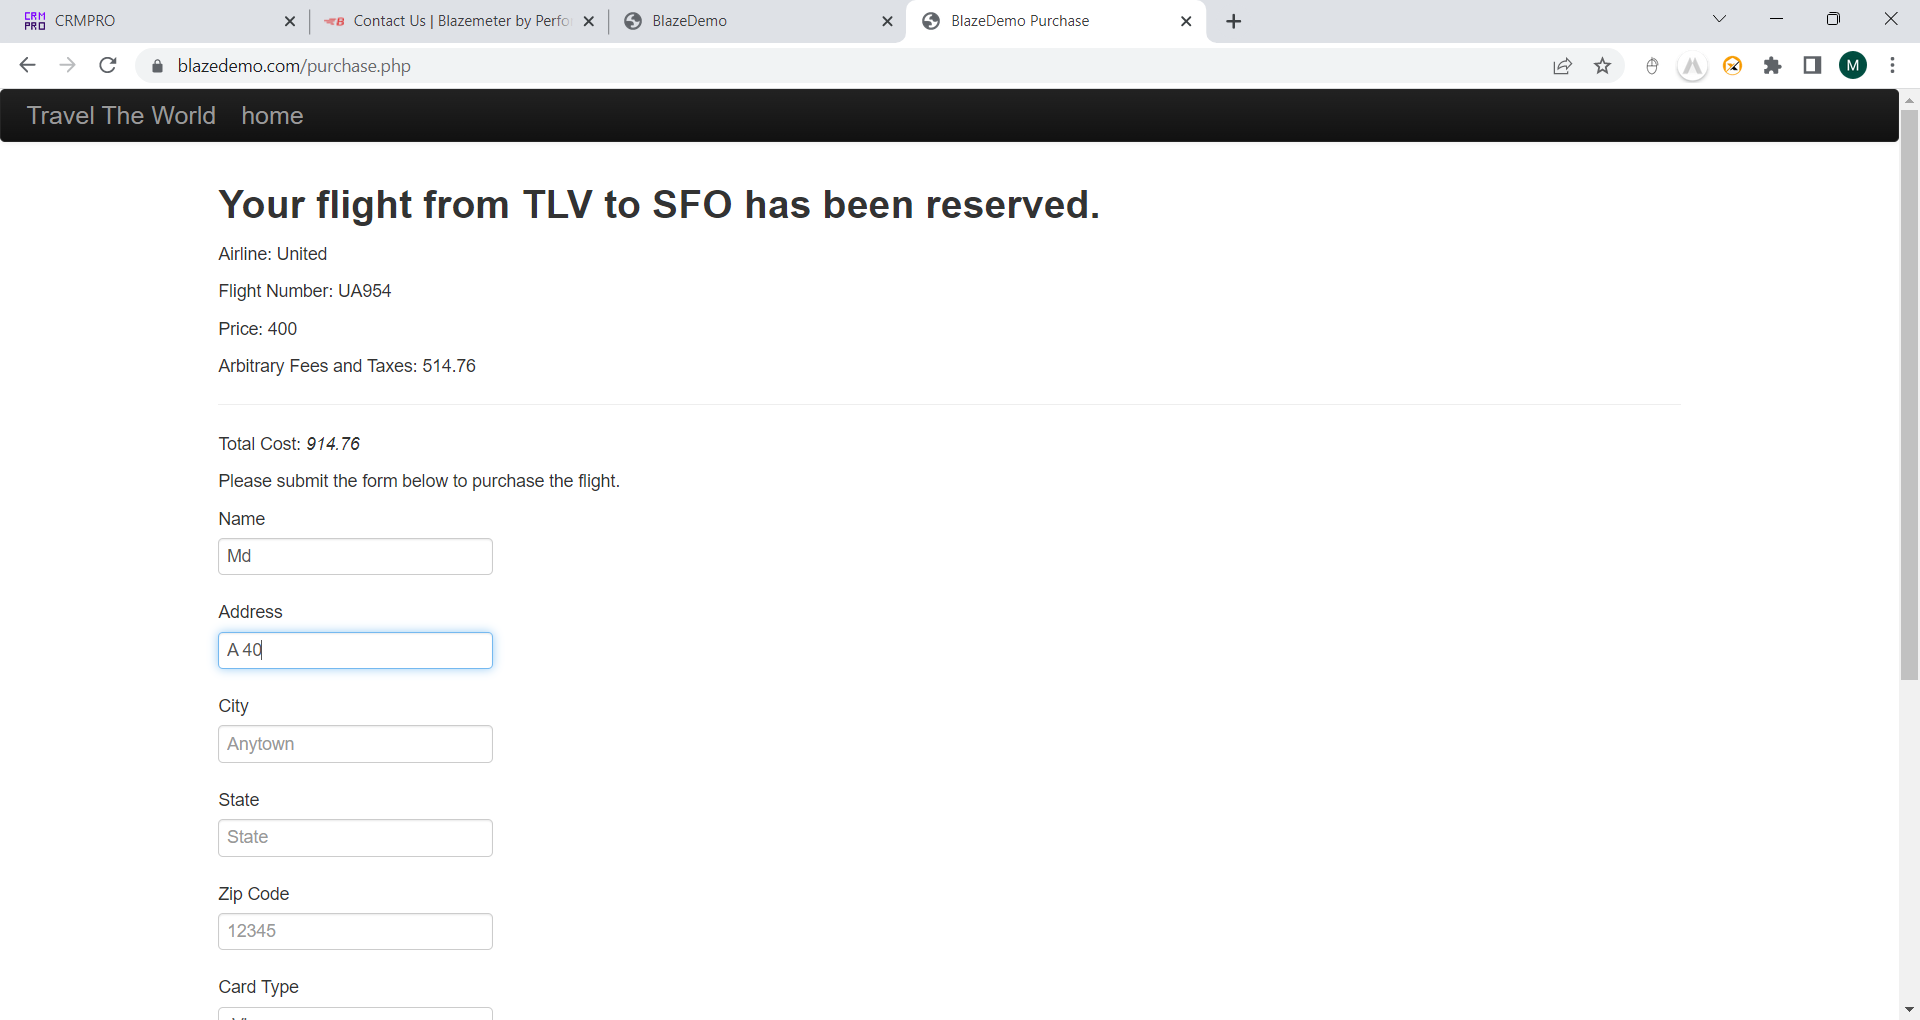 CRMPRO
Contact Us | Blazemeter by Perfo
BlazeDemo
BlazeDemo Purchase
blazedemo.com/purchase.php
M
Travel The World home
Your flight from TLV to SFO has been reserved.
Airline: United
Flight Number: UA954
Price: 400
Arbitrary Fees and Taxes: 514.76
Total Cost: 914.76
Please submit the form below to purchase the flight.
Name
Md
Address
A 40
City
Anytown
State
State
Zip Code
12345
Card Type